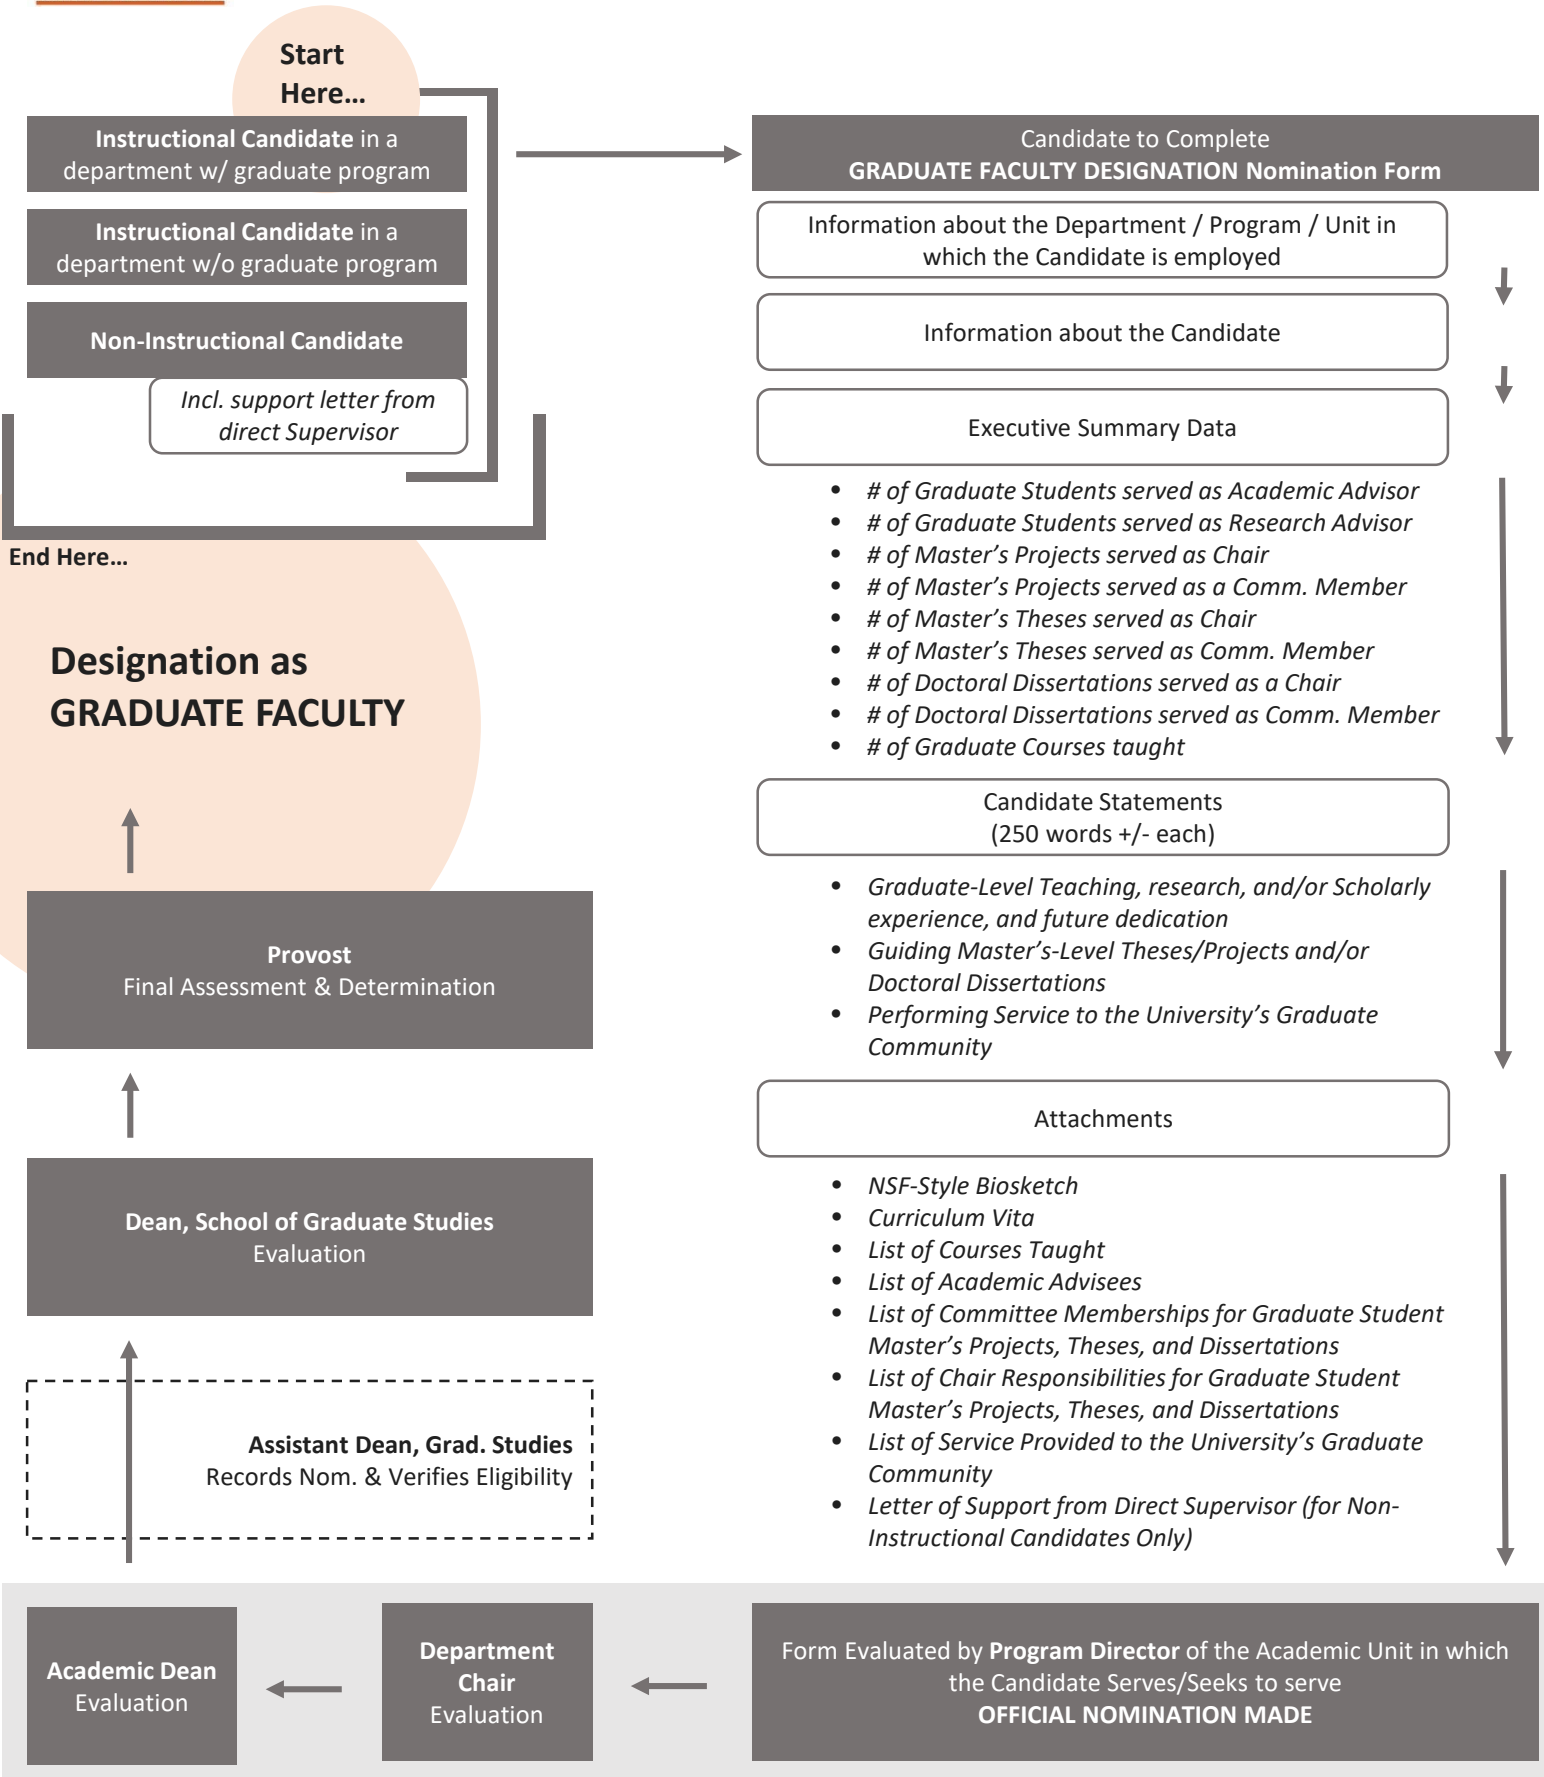 Start
Here...
Instructional Candidate in a
department w/ graduate program
Instructional Candidate in a
department w/o graduate program
Non-Instructional Candidate
Incl. support letter from
direct Supervisor
End Here...
Designation as
GRADUATE FACULTY
Candidate to Complete
GRADUATE FACULTY DESIGNATION Nomination Form
Information about the Department / Program / Unit in
which the Candidate is employed
Information about the Candidate
Executive Summary Data
• # of Graduate Students served as Academic Advisor
• # of Graduate Students served as Research Advisor
• # of Master’s Projects served as Chair
• # of Master’s Projects served as a Comm. Member
• # of Master’s Theses served as Chair
• # of Master’s Theses served as Comm. Member
• # of Doctoral Dissertations served as a Chair
• # of Doctoral Dissertations served as Comm. Member
• # of Graduate Courses taught
Candidate Statements
(250 words +/- each)
• Graduate-Level Teaching, research, and/or Scholarly
experience, and future dedication
• Guiding Master’s-Level Theses/Projects and/or
Doctoral Dissertations
• Performing Service to the University’s Graduate
Community
Attachments
• NSF-Style Biosketch
• Curriculum Vita
• List of Courses Taught
• List of Academic Advisees
• List of Committee Memberships for Graduate Student
Master’s Projects, Theses, and Dissertations
• List of Chair Responsibilities for Graduate Student
Master’s Projects, Theses, and Dissertations
• List of Service Provided to the University’s Graduate
Community
• Letter of Support from Direct Supervisor (for Non-
Instructional Candidates Only)
Form Evaluated by Program Director of the Academic Unit in which
the Candidate Serves/Seeks to serve
OFFICIAL NOMINATION MADE
Department
Chair
Evaluation
Academic Dean
Evaluation
Assistant Dean, Grad. Studies
Records Nom. & Verifies Eligibility
Dean, School of Graduate Studies
Evaluation
Provost
Final Assessment & Determination